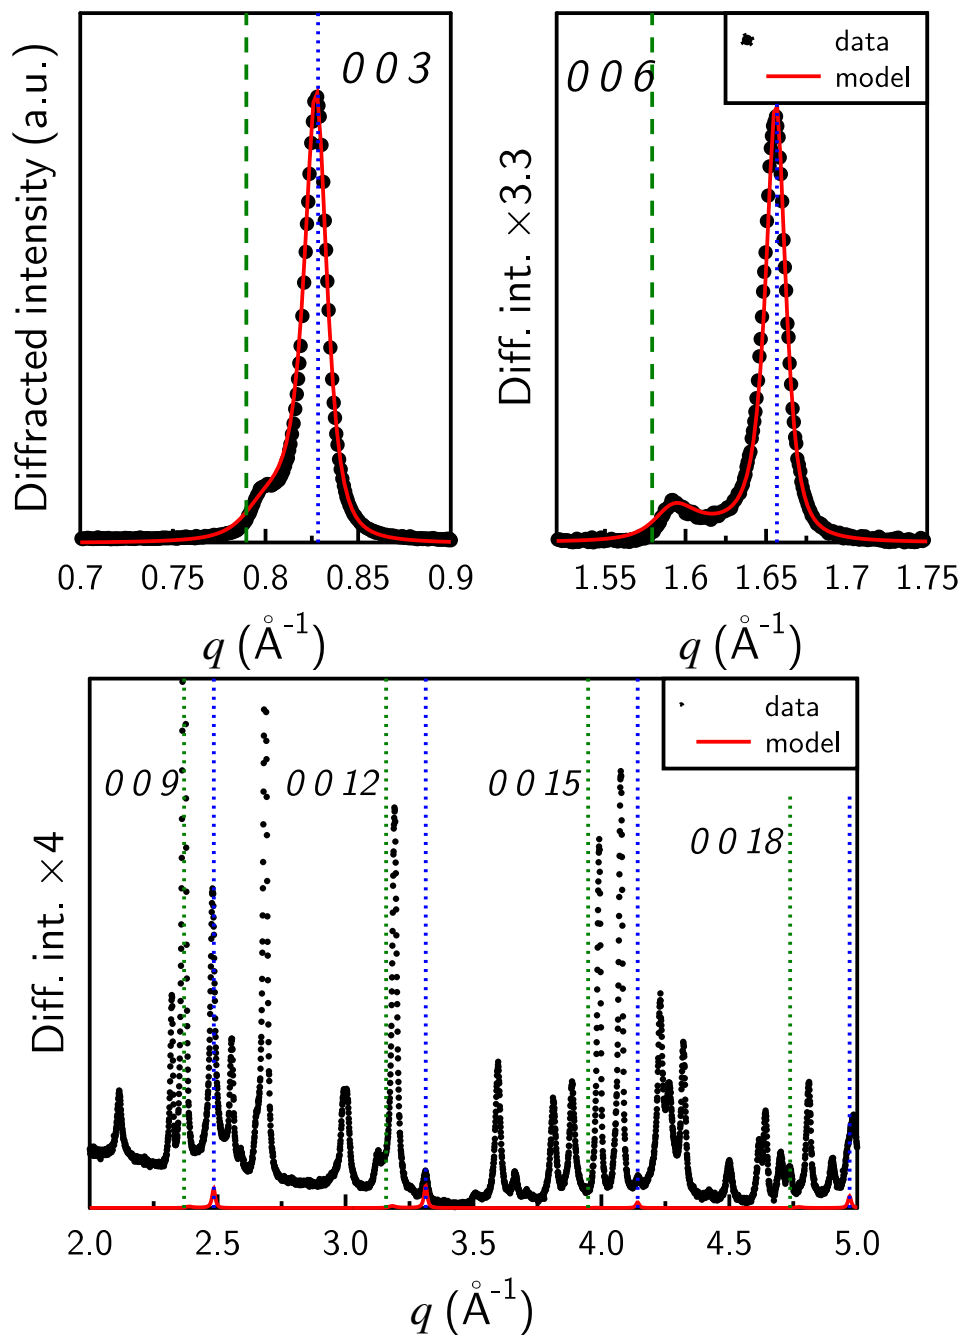 Diffracted intensity (a.u.)
0 0 3
0.7 0.75 0.8 0.85 0.9
q (Å-1)
Diff. int. ×3.3
0 0 6
data
model
1.55 1.6 1.65 1.7 1.75
q (Å-1)
Diff. int. ×4
data
model
0 0 9
0 0 12
0 0 15
0 0 18
2.0 2.5 3.0 3.5 4.0 4.5 5.0
q (Å-1)